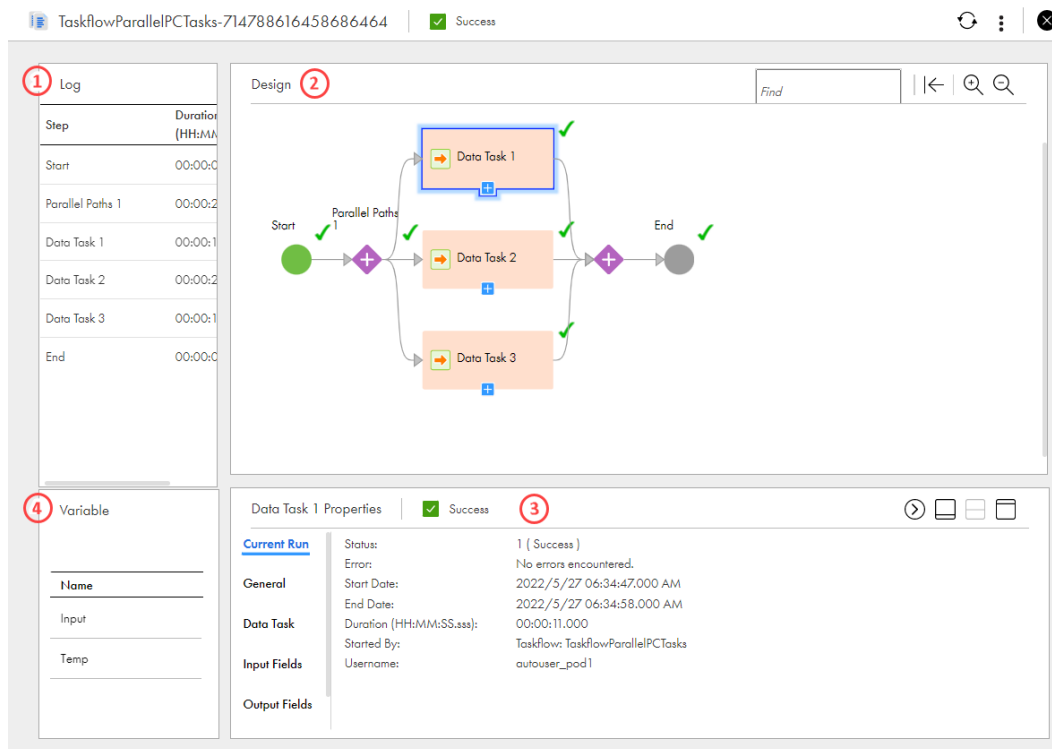 TaskflowParallelPCTasks-714788616458686464
Success
1
Log
Step
Duration
(HH:MM
Start
00:00:0
Parallel Paths 1
00:00:2
Data Task 1
00:00:1
Data Task 2
00:00:2
Data Task 3
00:00:1
End
00:00:0
Design
2
Find
Start
Parallel Paths
1
Data Task 1
Data Task 2
Data Task 3
End
4
Variable
Name
Input
Temp
Data Task 1 Properties
Success
3
Current Run
General
Data Task
Input Fields
Output Fields
Status: 1 ( Success )
Error: No errors encountered.
Start Date: 2022/5/27 06:34:47.000 AM
End Date: 2022/5/27 06:34:58.000 AM
Duration (HH:MM:SS.sss): 00:00:11.000
Started By: Taskflow: TaskflowParallelPCTasks
Username: autouser_pod1